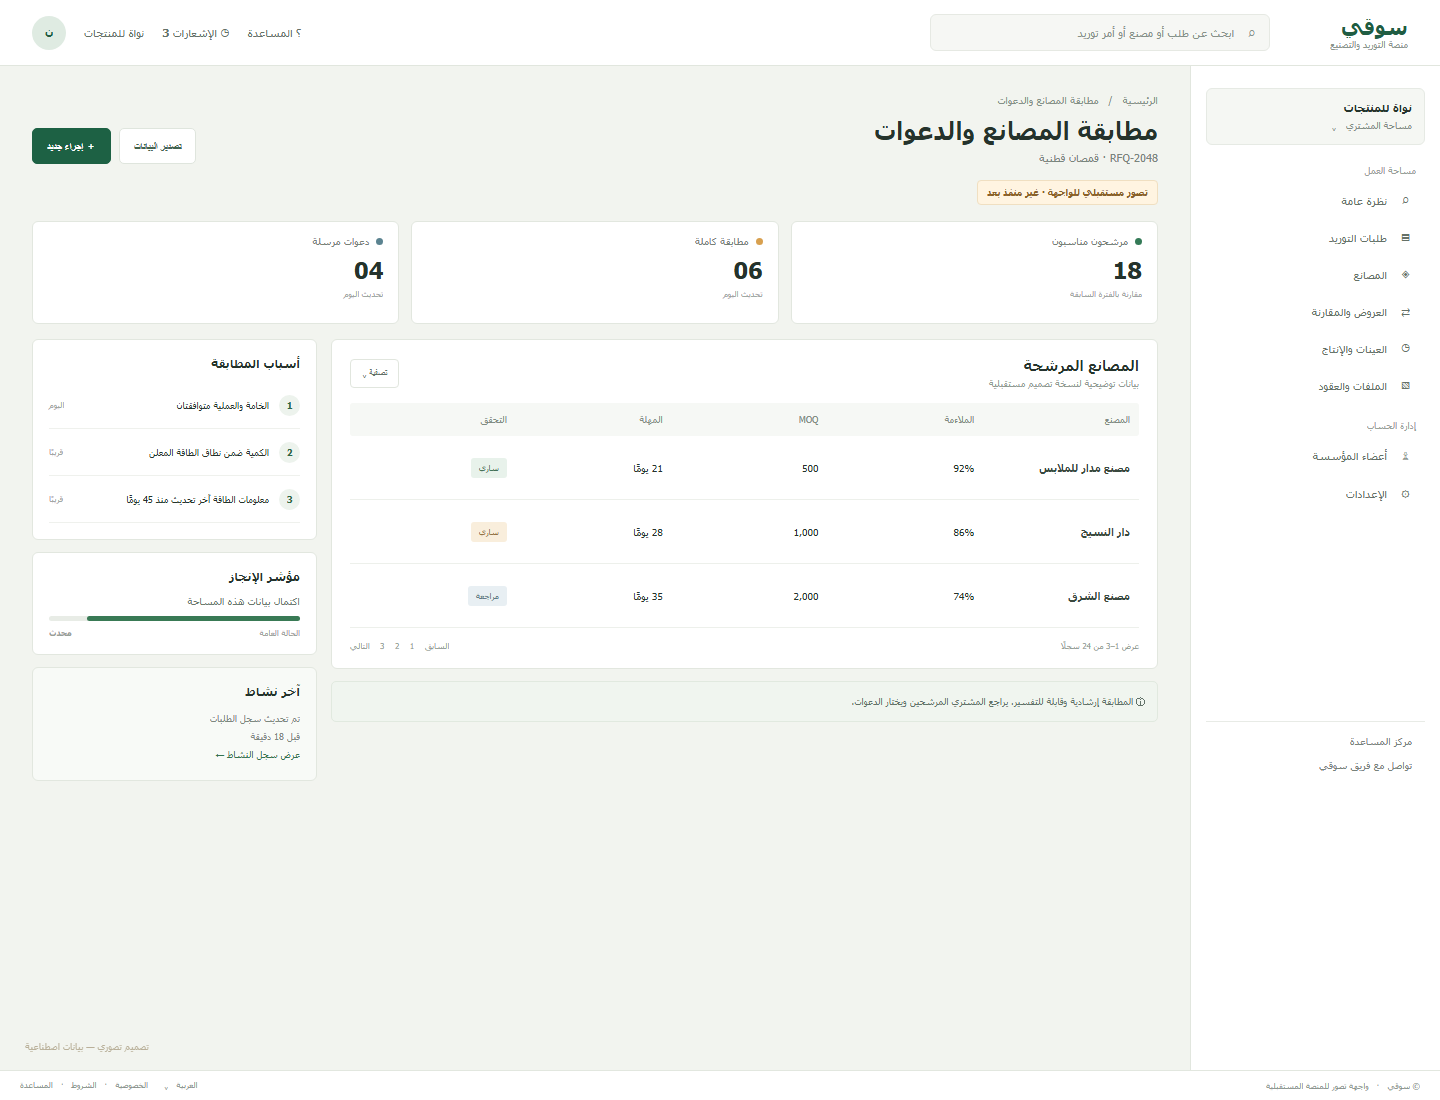 سوقي
منصة التوريد والتصنيع
ابحث عن طلب أو مصنع أو أمر توريد
؟ المساعدة
الإشعارات 3
نواة للمنتجات
ن
نواة للمنتجات
مساحة المشتري
مساحة العمل
نظرة عامة
طلبات التوريد
المصانع
العروض والمقارنة
العينات والإنتاج
الملفات والعقود
إدارة الحساب
أعضاء المؤسسة
الإعدادات
مركز المساعدة
تواصل مع فريق سوقي
الرئيسية / مطابقة المصانع والدعوات
مطابقة المصانع والدعوات
RFQ-2048 · قمصان قطنية
تصور مستقبلي للواجهة · غير منفذ بعد
تصدير البيانات
+ إجراء جديد
مرشحون مناسبون
18
مقارنة بالفترة السابقة
مطابقة كاملة
06
تحديث اليوم
دعوات مرسلة
04
تحديث اليوم
المصانع المرشحة
بيانات توضيحية لنسخة تصميم مستقبلية
تصفية
المصنع الملاءمة MOQ المهلة التحقق
مصنع مدار للملابس 92% 500 21 يومًا ساري
دار النسيج 86% 1,000 28 يومًا ساري
مصنع الشرق 74% 2,000 35 يومًا مراجعة
عرض 1–3 من 24 سجلًا
السابق 1 2 3 التالي
ⓘ المطابقة إرشادية وقابلة للتفسير. يراجع المشتري المرشحين ويختار الدعوات.
أسباب المطابقة
1 الخامة والعملية متوافقتان اليوم
2 الكمية ضمن نطاق الطاقة المعلن قريبًا
3 معلومات الطاقة آخر تحديث منذ 45 يومًا قريبًا
مؤشر الإنجاز
اكتمال بيانات هذه المساحة
الحالة العامة محدث
آخر نشاط
تم تحديث سجل الطلبات
قبل 18 دقيقة
عرض سجل النشاط ←
تصميم تصوري — بيانات اصطناعية
© سوقي · واجهة تصور للمنصة المستقبلية
العربية الخصوصية · الشروط · المساعدة